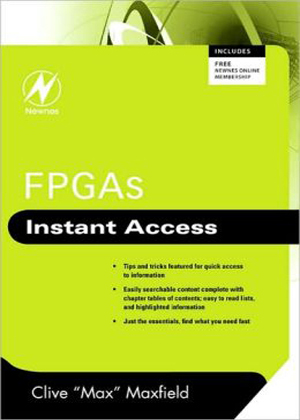 INCLUDES
FREE
NEWNES ONLINE
MEMBERSHIP
Newnes
FPGAs
Instant Access
• Tips and tricks featured for quick access
to information
• Easily searchable content complete with
chapter tables of contents; easy to read lists,
and highlighted information
• Just the essentials, find what you need fast
Clive "Max" Maxfield